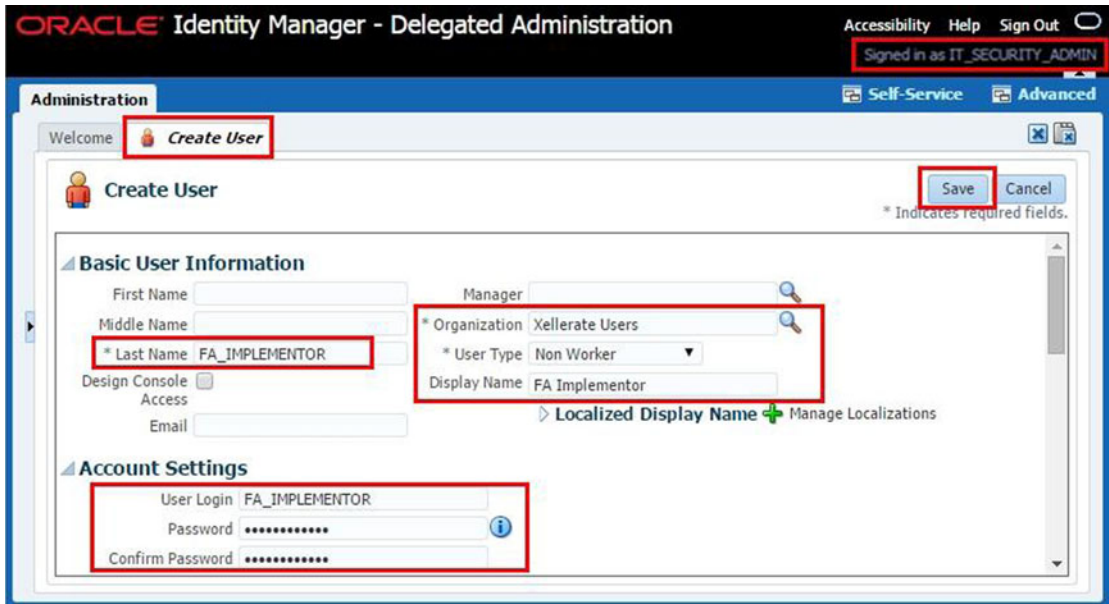 ORACLE Identity Manager - Delegated Administration
Accessibility Help Sign Out
Signed in as IT_SECURITY_ADMIN
Administration
Self-Service Advanced
Welcome Create User
Create User
Save Cancel
* Indicates required fields.
Basic User Information
First Name
Middle Name
* Last Name FA_IMPLEMENTOR
Design Console Access
Email
Manager
* Organization Xellerate Users
* User Type Non Worker
Display Name FA Implementor
Localized Display Name Manage Localizations
Account Settings
User Login FA_IMPLEMENTOR
Password ••••••••••••
Confirm Password ••••••••••••